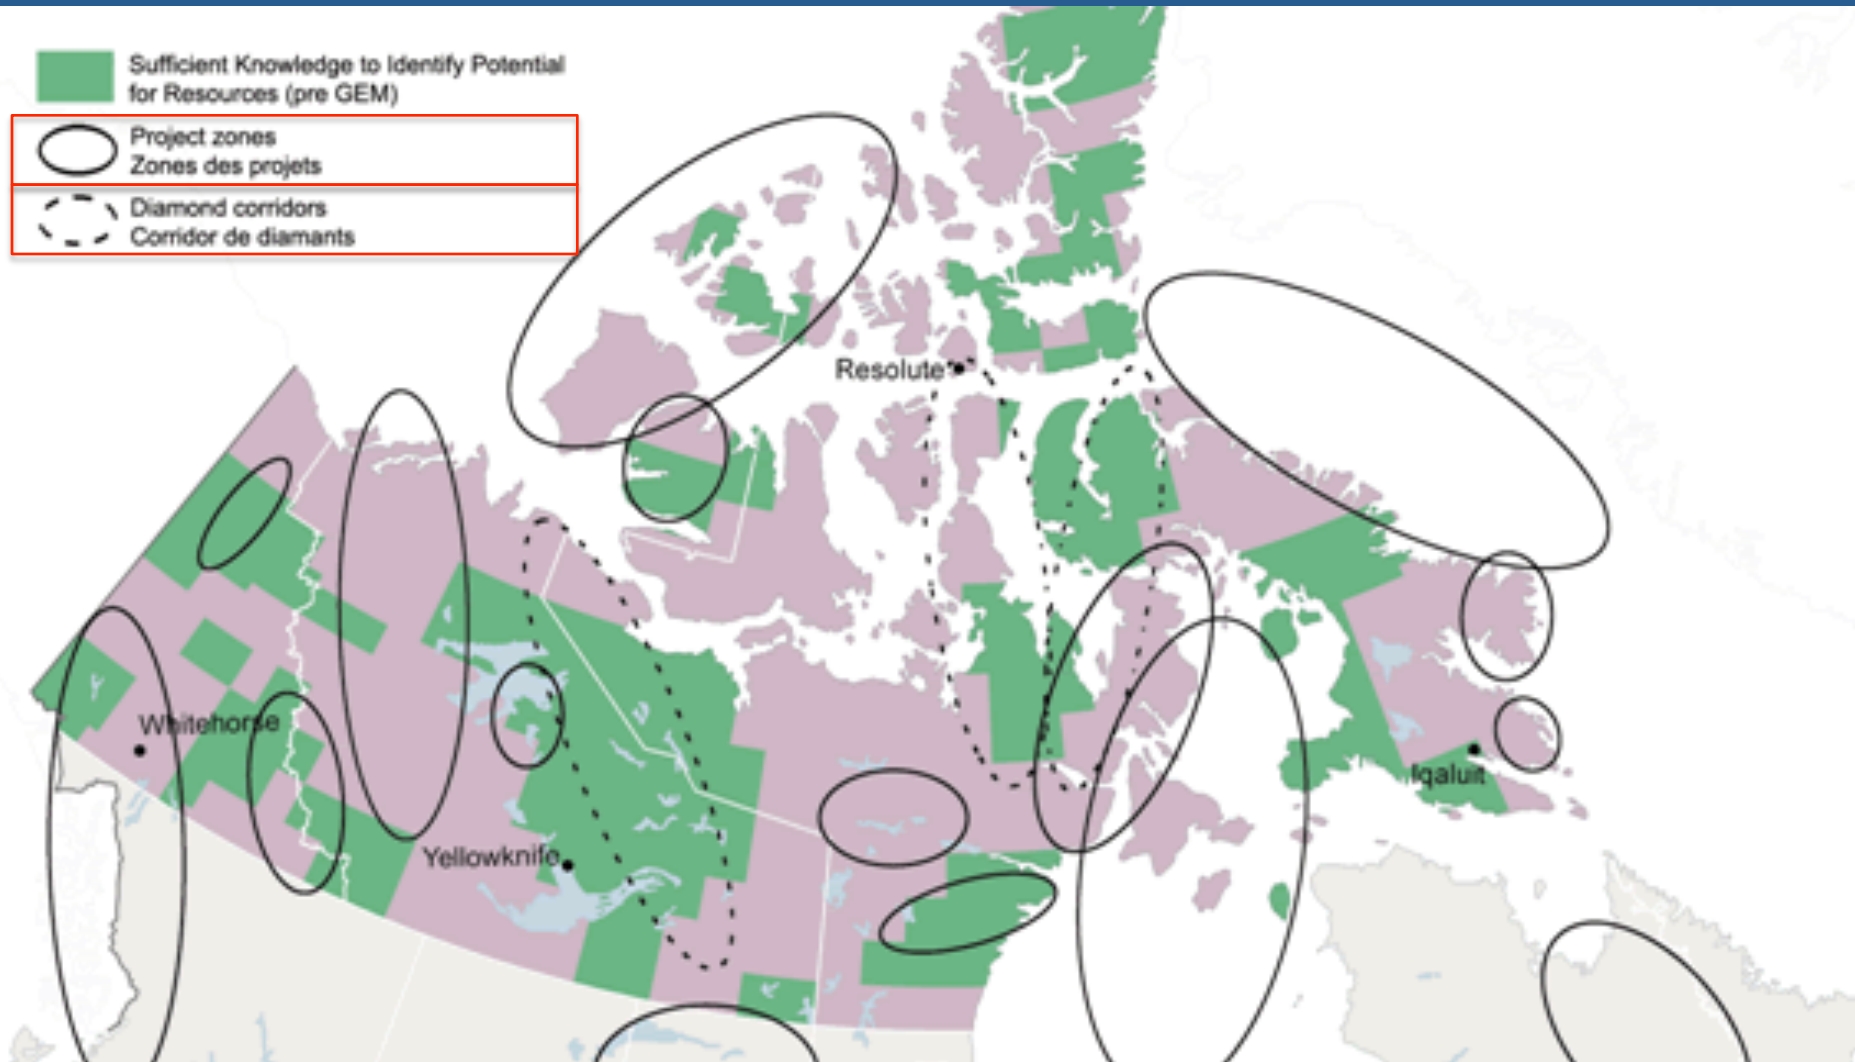 Sufficient Knowledge to Identify Potential
for Resources (pre GEM)
Project zones
Zones des projets
Diamond corridors
Corridor de diamants
Resolute
Whitehorse
Iqaluit
Yellowknife